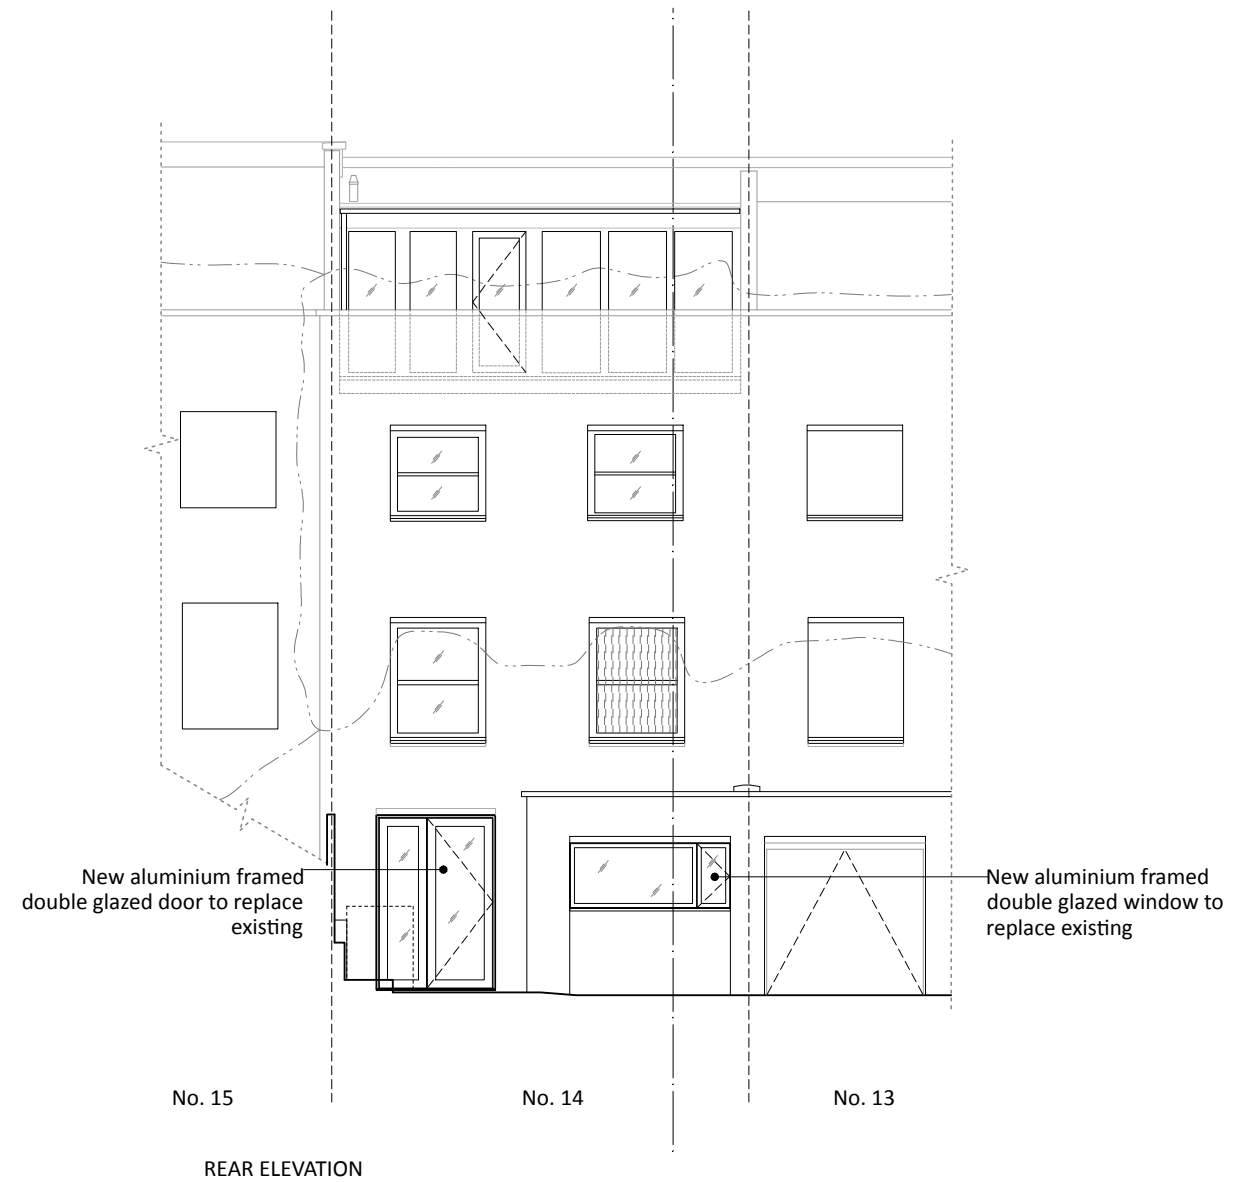 New aluminium framed
double glazed door to replace
existing
New aluminium framed
double glazed window to
replace existing
No. 15
No. 14
No. 13
REAR ELEVATION